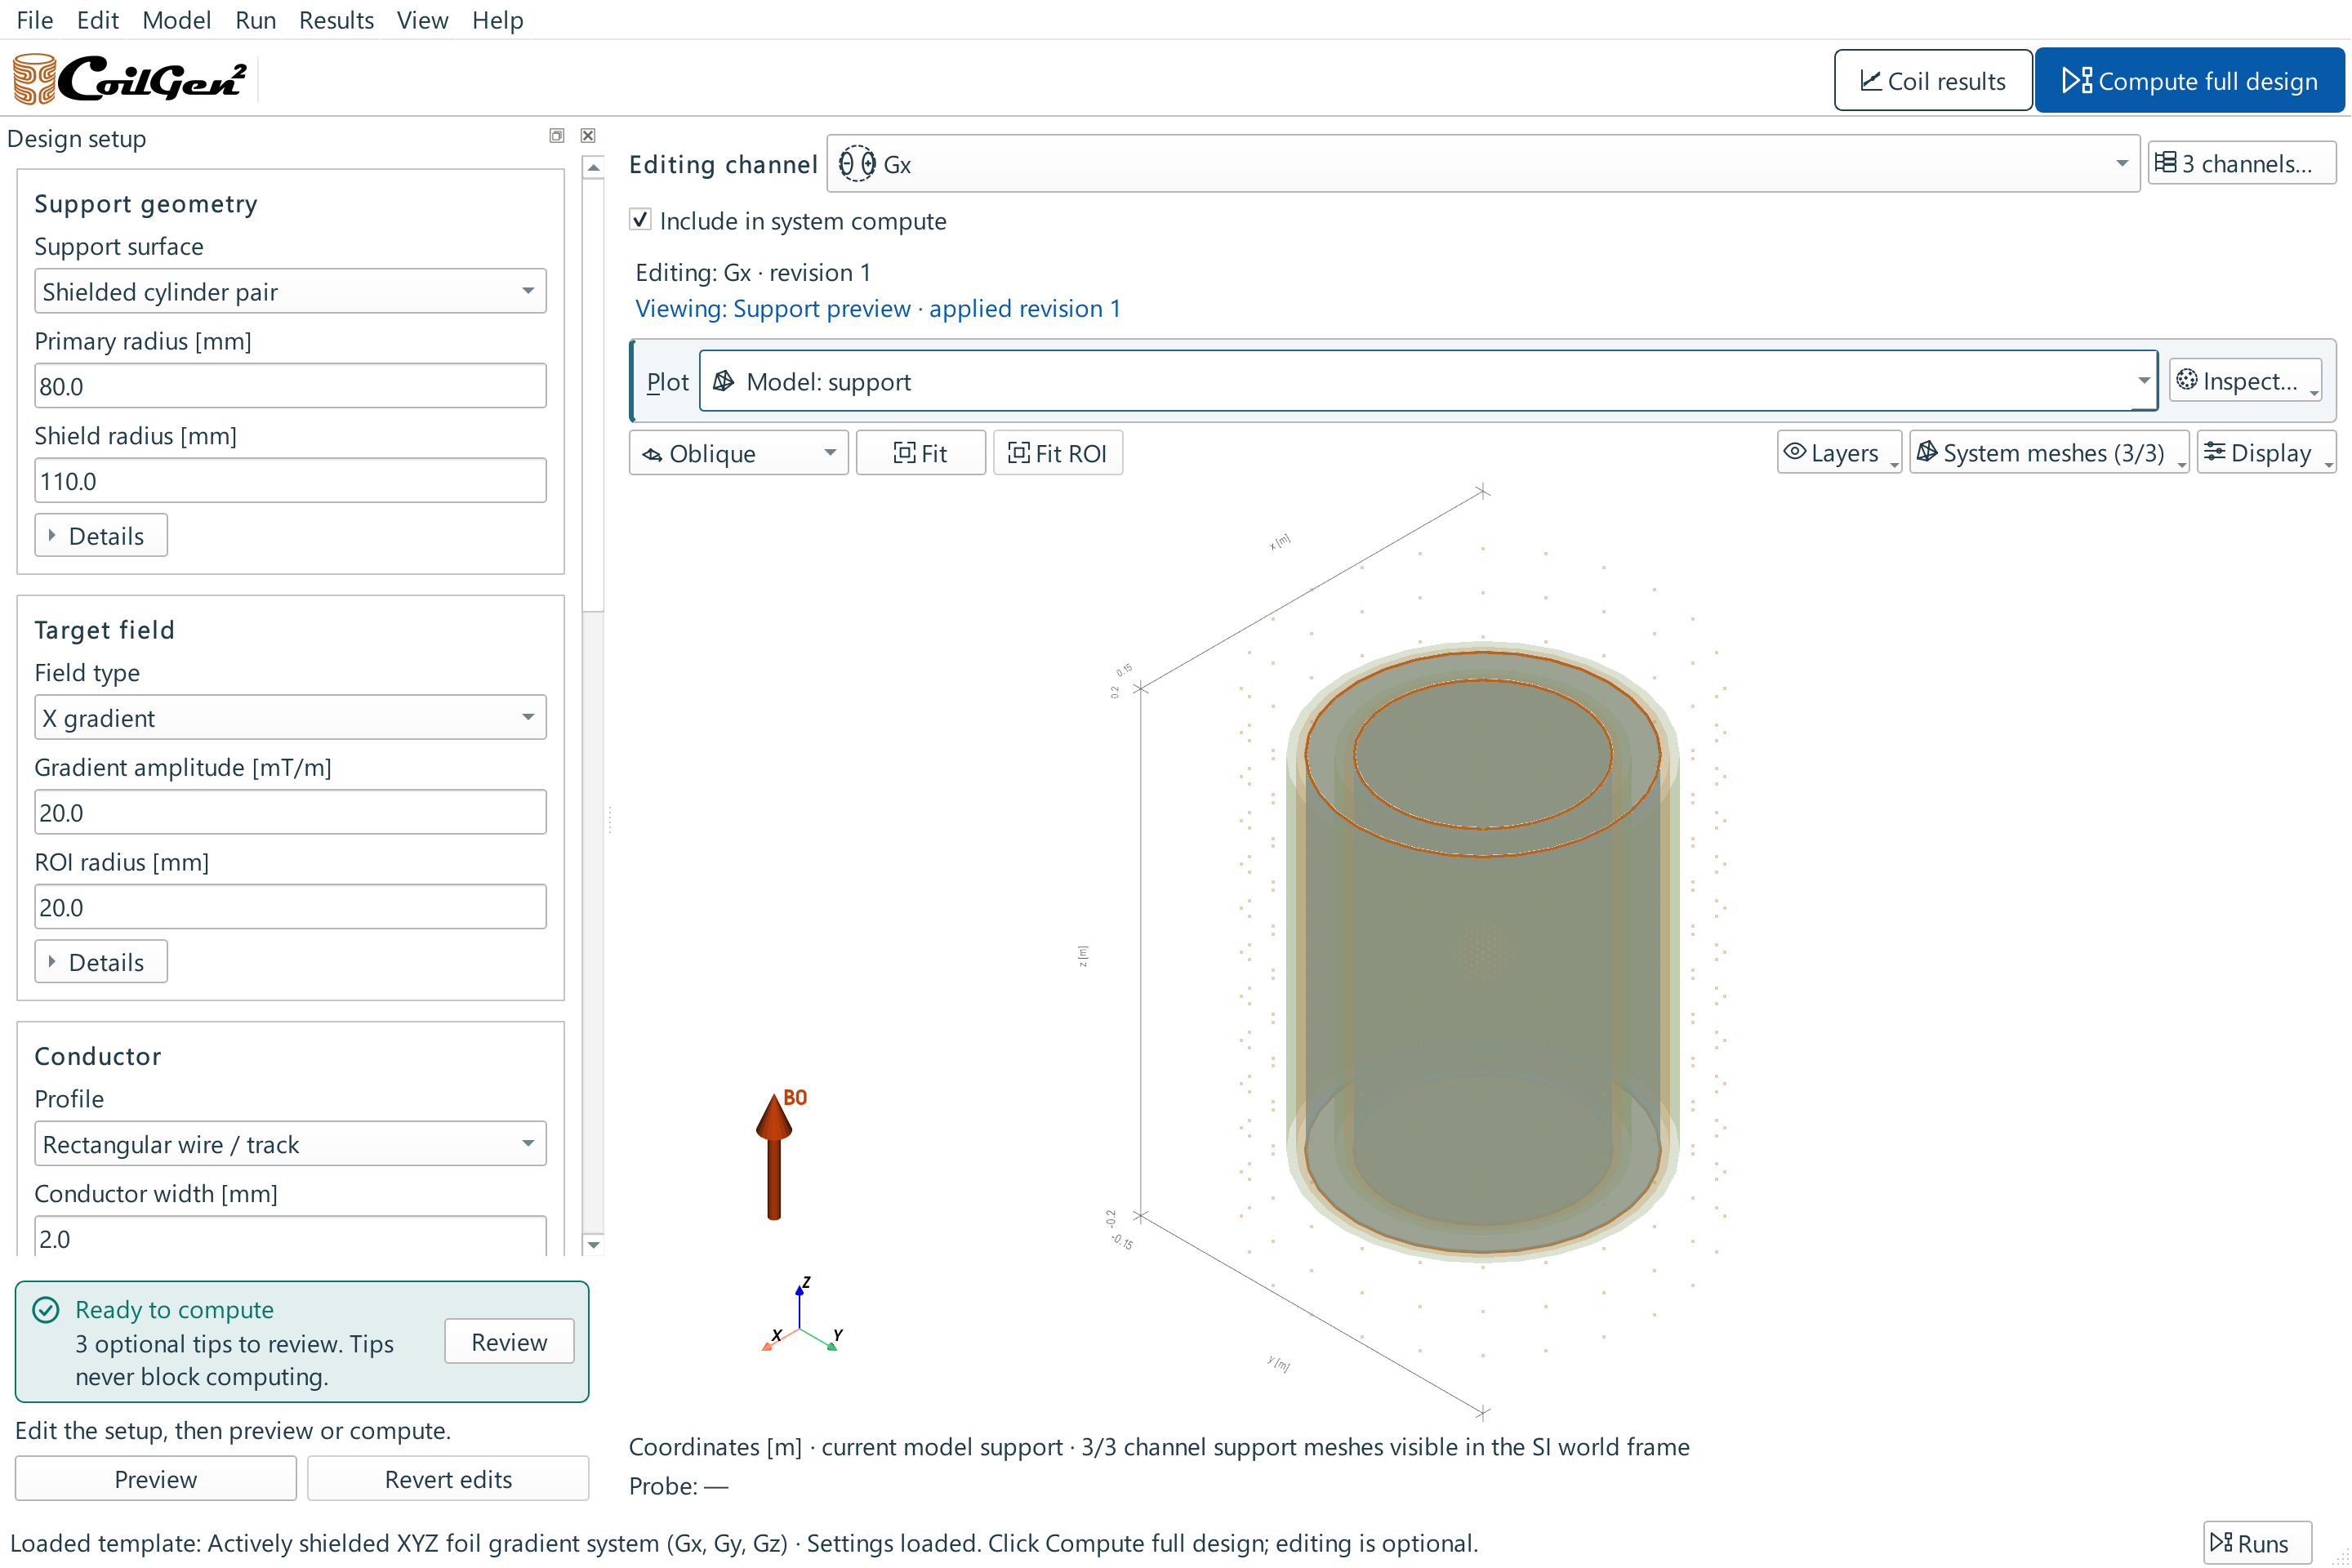 File Edit Model Run Results View Help
CoilGen²
Coil results
Compute full design
Design setup
Support geometry
Support surface
Shielded cylinder pair
Primary radius [mm]
80.0
Shield radius [mm]
110.0
Details
Target field
Field type
X gradient
Gradient amplitude [mT/m]
20.0
ROI radius [mm]
20.0
Details
Conductor
Profile
Rectangular wire / track
Conductor width [mm]
2.0
Ready to compute
3 optional tips to review. Tips
never block computing.
Review
Edit the setup, then preview or compute.
Preview
Revert edits
Editing channel
Gx
3 channels...
Include in system compute
Editing: Gx · revision 1
Viewing: Support preview · applied revision 1
Plot
Model: support
Inspect...
Oblique
Fit
Fit ROI
Layers
System meshes (3/3)
Display
x [m]
0.15
0.2
z [m]
-0.2
-0.15
y [m]
B0
Z
X
Y
Coordinates [m] · current model support · 3/3 channel support meshes visible in the SI world frame
Probe: —
Loaded template: Actively shielded XYZ foil gradient system (Gx, Gy, Gz) · Settings loaded. Click Compute full design; editing is optional.
Runs